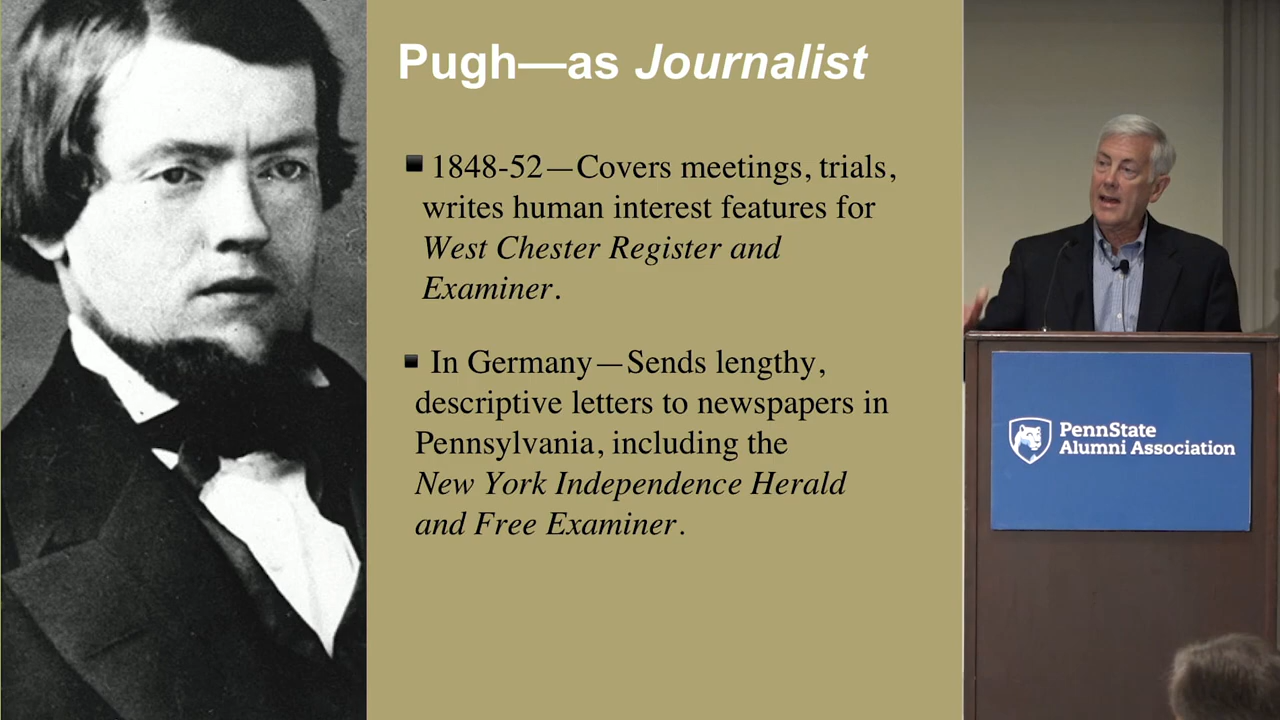 Pugh—as Journalist
1848-52—Covers meetings, trials,
writes human interest features for
West Chester Register and
Examiner.
In Germany—Sends lengthy,
descriptive letters to newspapers in
Pennsylvania, including the
New York Independence Herald
and Free Examiner.
PennState
Alumni Association